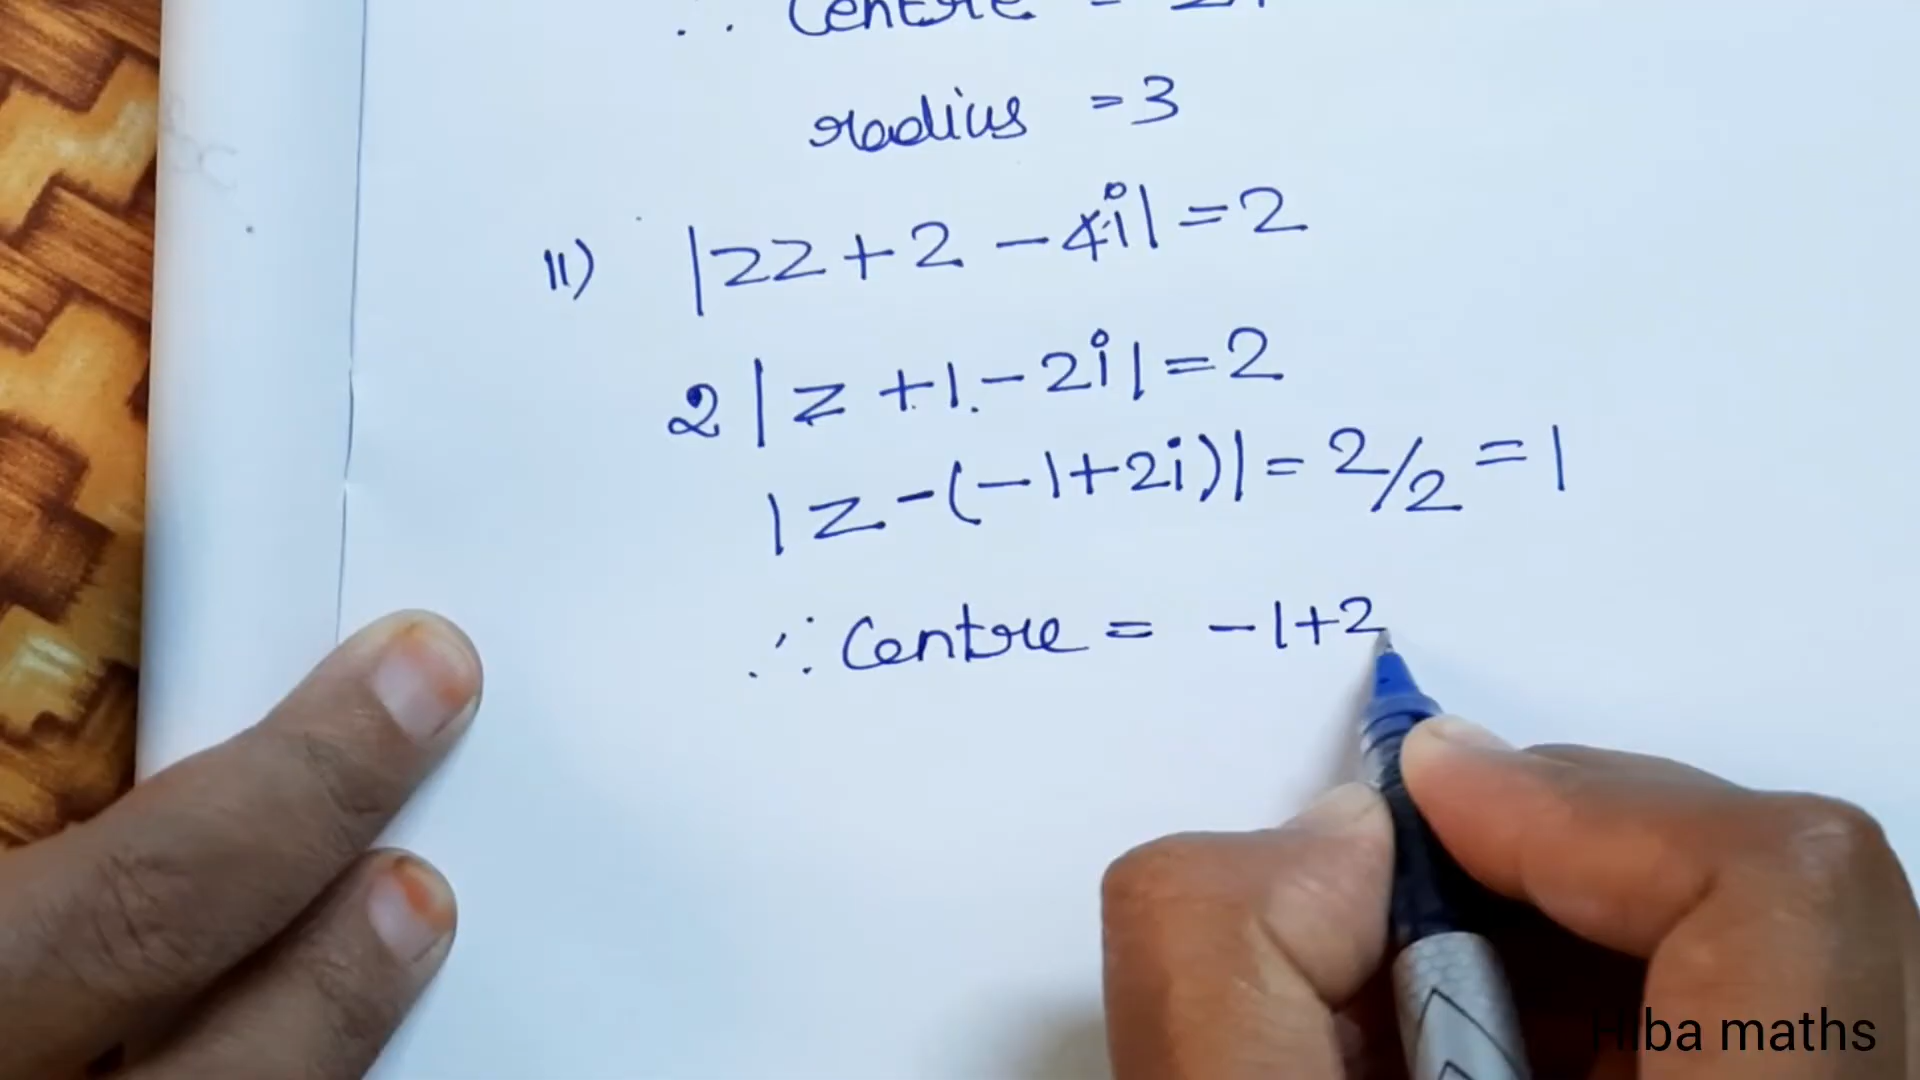 ∴ Centre =
radius = 3
II) |2z + 2 - 4i| = 2
2 | z + 1 - 2i | = 2
| z - (-1+2i) | = 2/2 = 1
∴ Centre = -1+2
Hiba maths